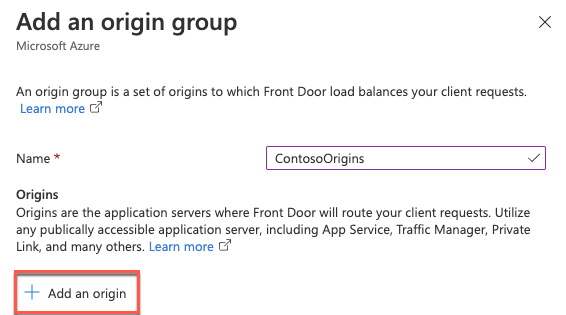 Add an origin group
Microsoft Azure
An origin group is a set of origins to which Front Door load balances your client requests.
Learn more
Name *
ContosoOrigins
Origins
Origins are the application servers where Front Door will route your client requests. Utilize
any publically accessible application server, including App Service, Traffic Manager, Private
Link, and many others. Learn more
+ Add an origin